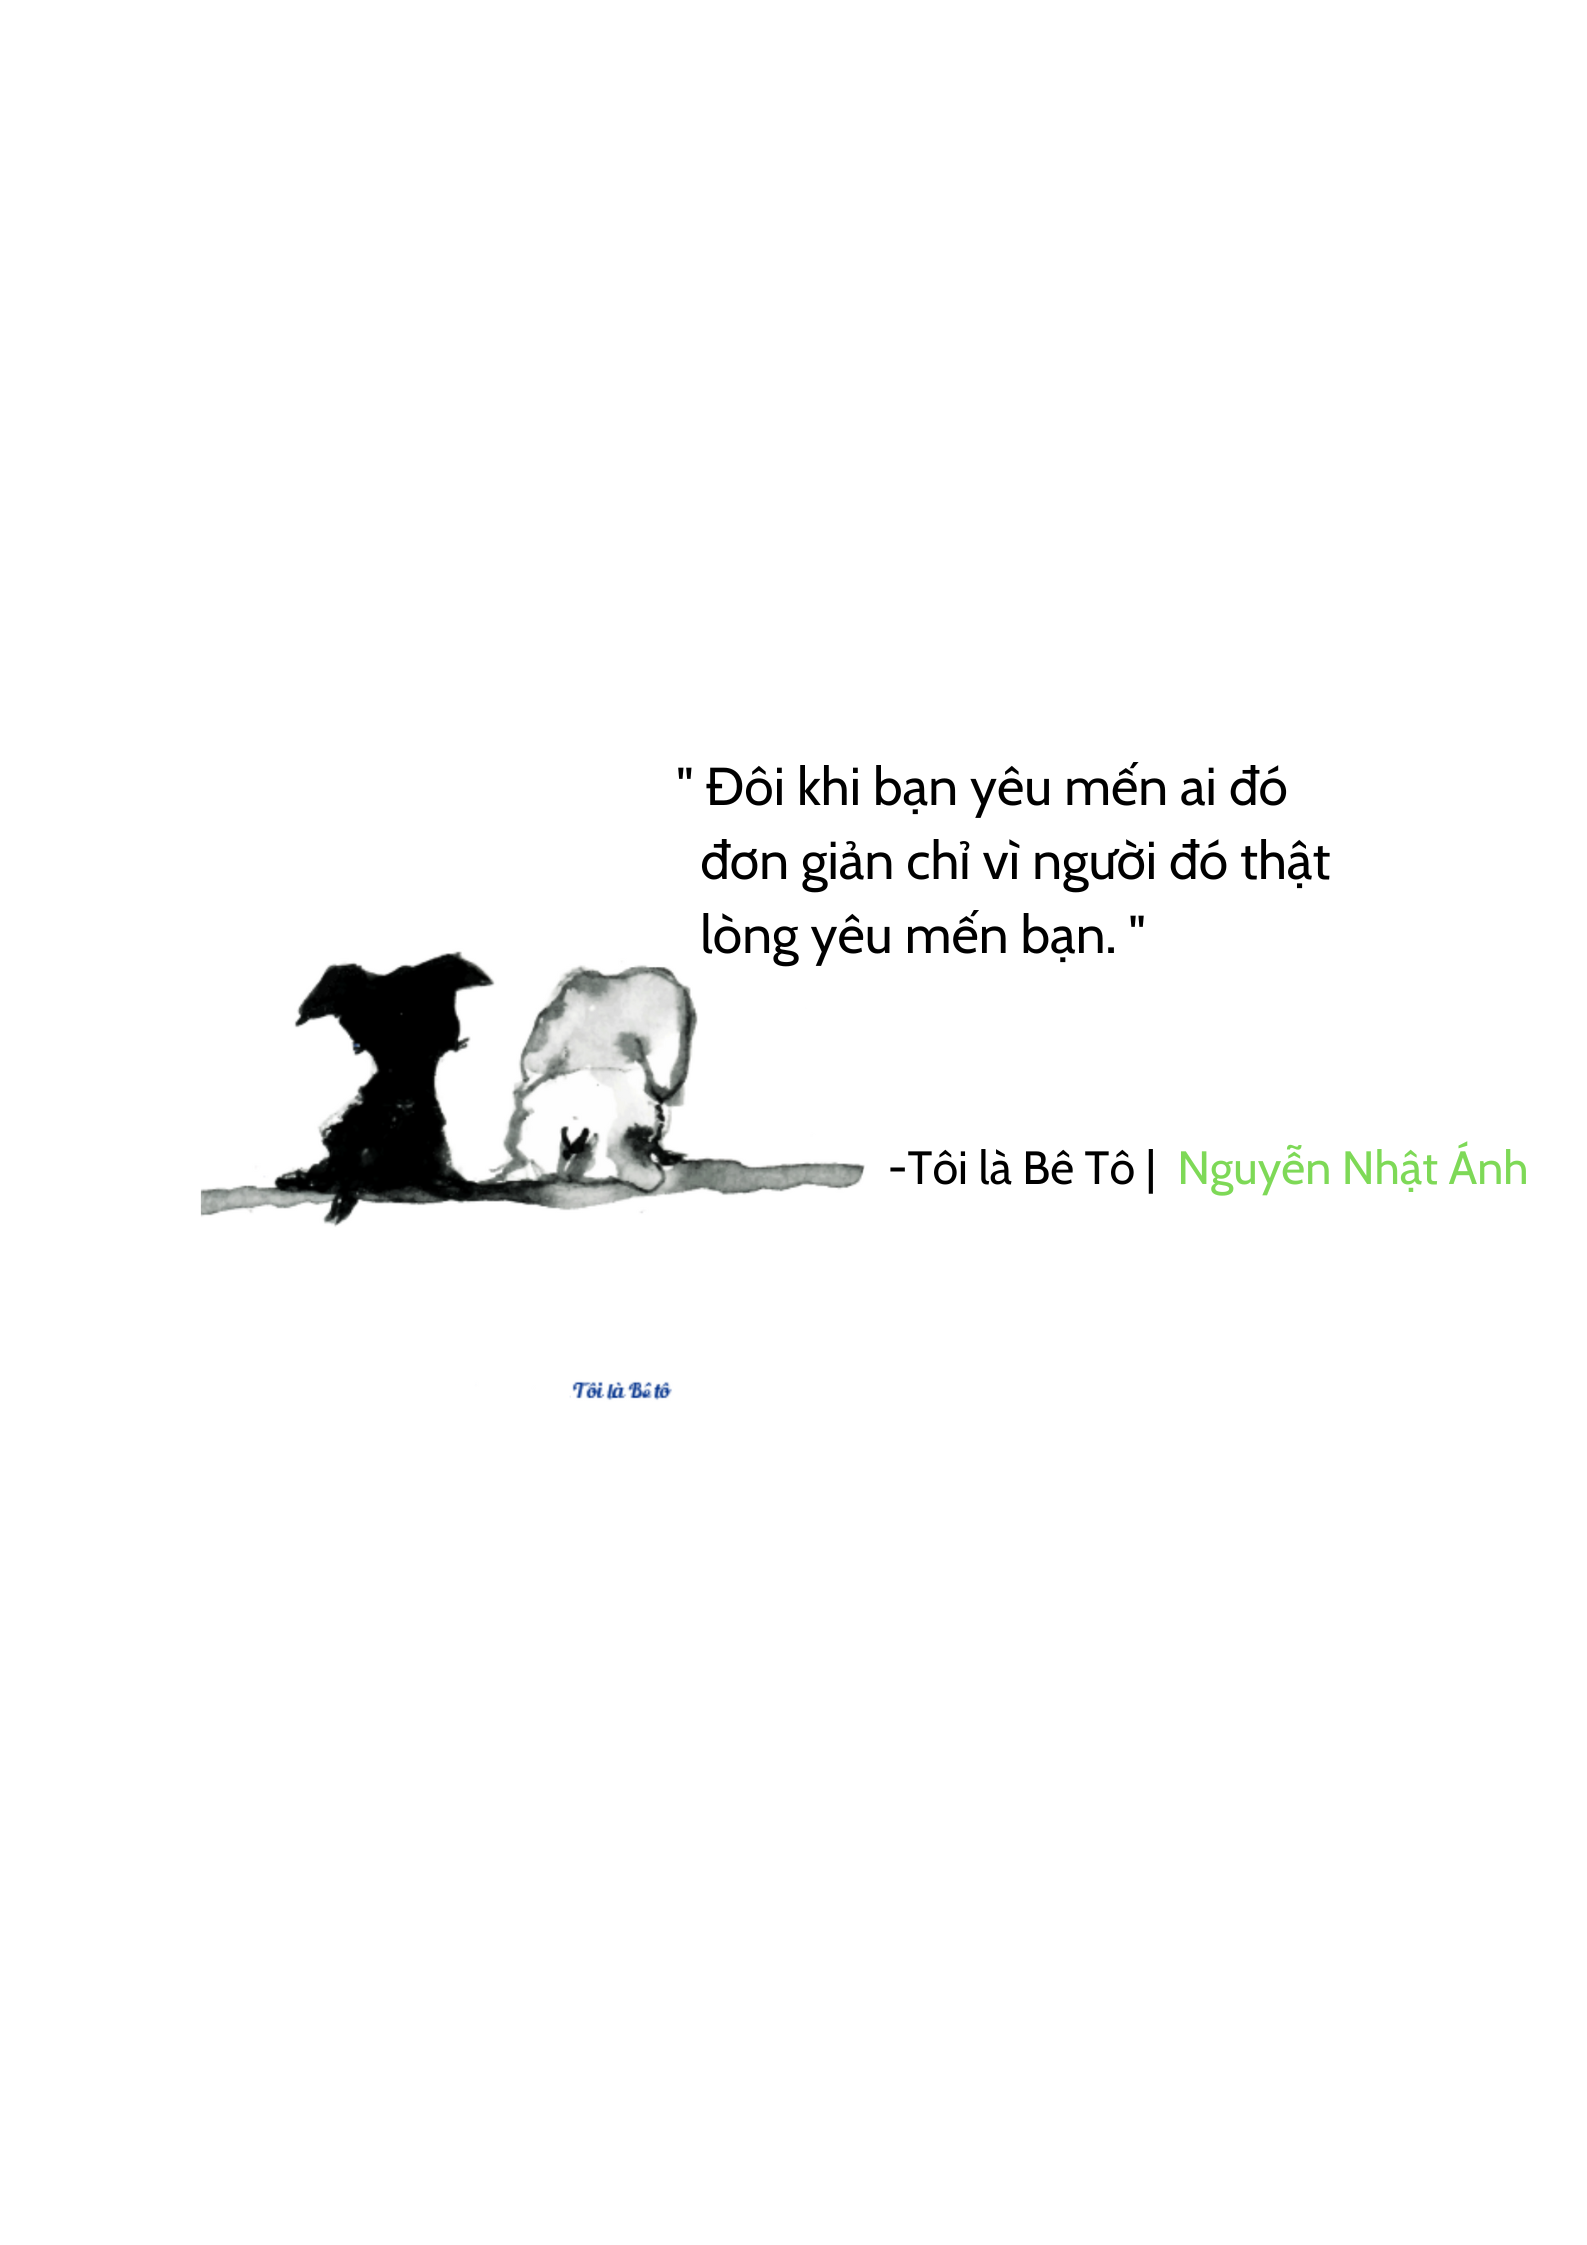 " Đôi khi bạn yêu mến ai đó
đơn giản chỉ vì người đó thật
lòng yêu mến bạn. "
-Tôi là Bê Tô | Nguyễn Nhật Ánh
Tôi là Bê tô